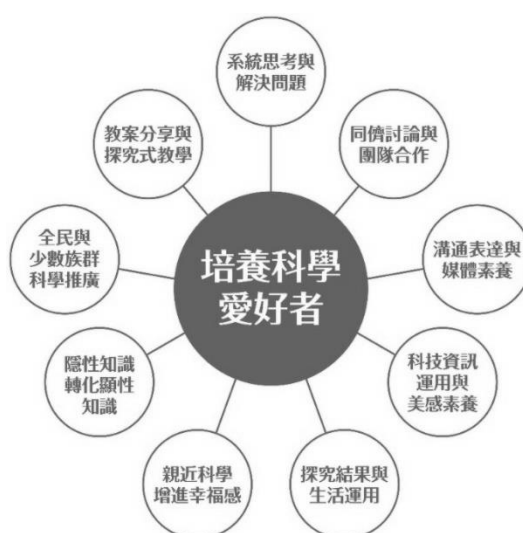 系統思考與
解決問題
同儕討論與
團隊合作
溝通表達與
媒體素養
科技資訊
運用與
美感素養
探究結果與
生活運用
親近科學
增進幸福感
隱性知識
轉化顯性
知識
全民與
少數族群
科學推廣
教案分享與
探究式教學
培養科學
愛好者